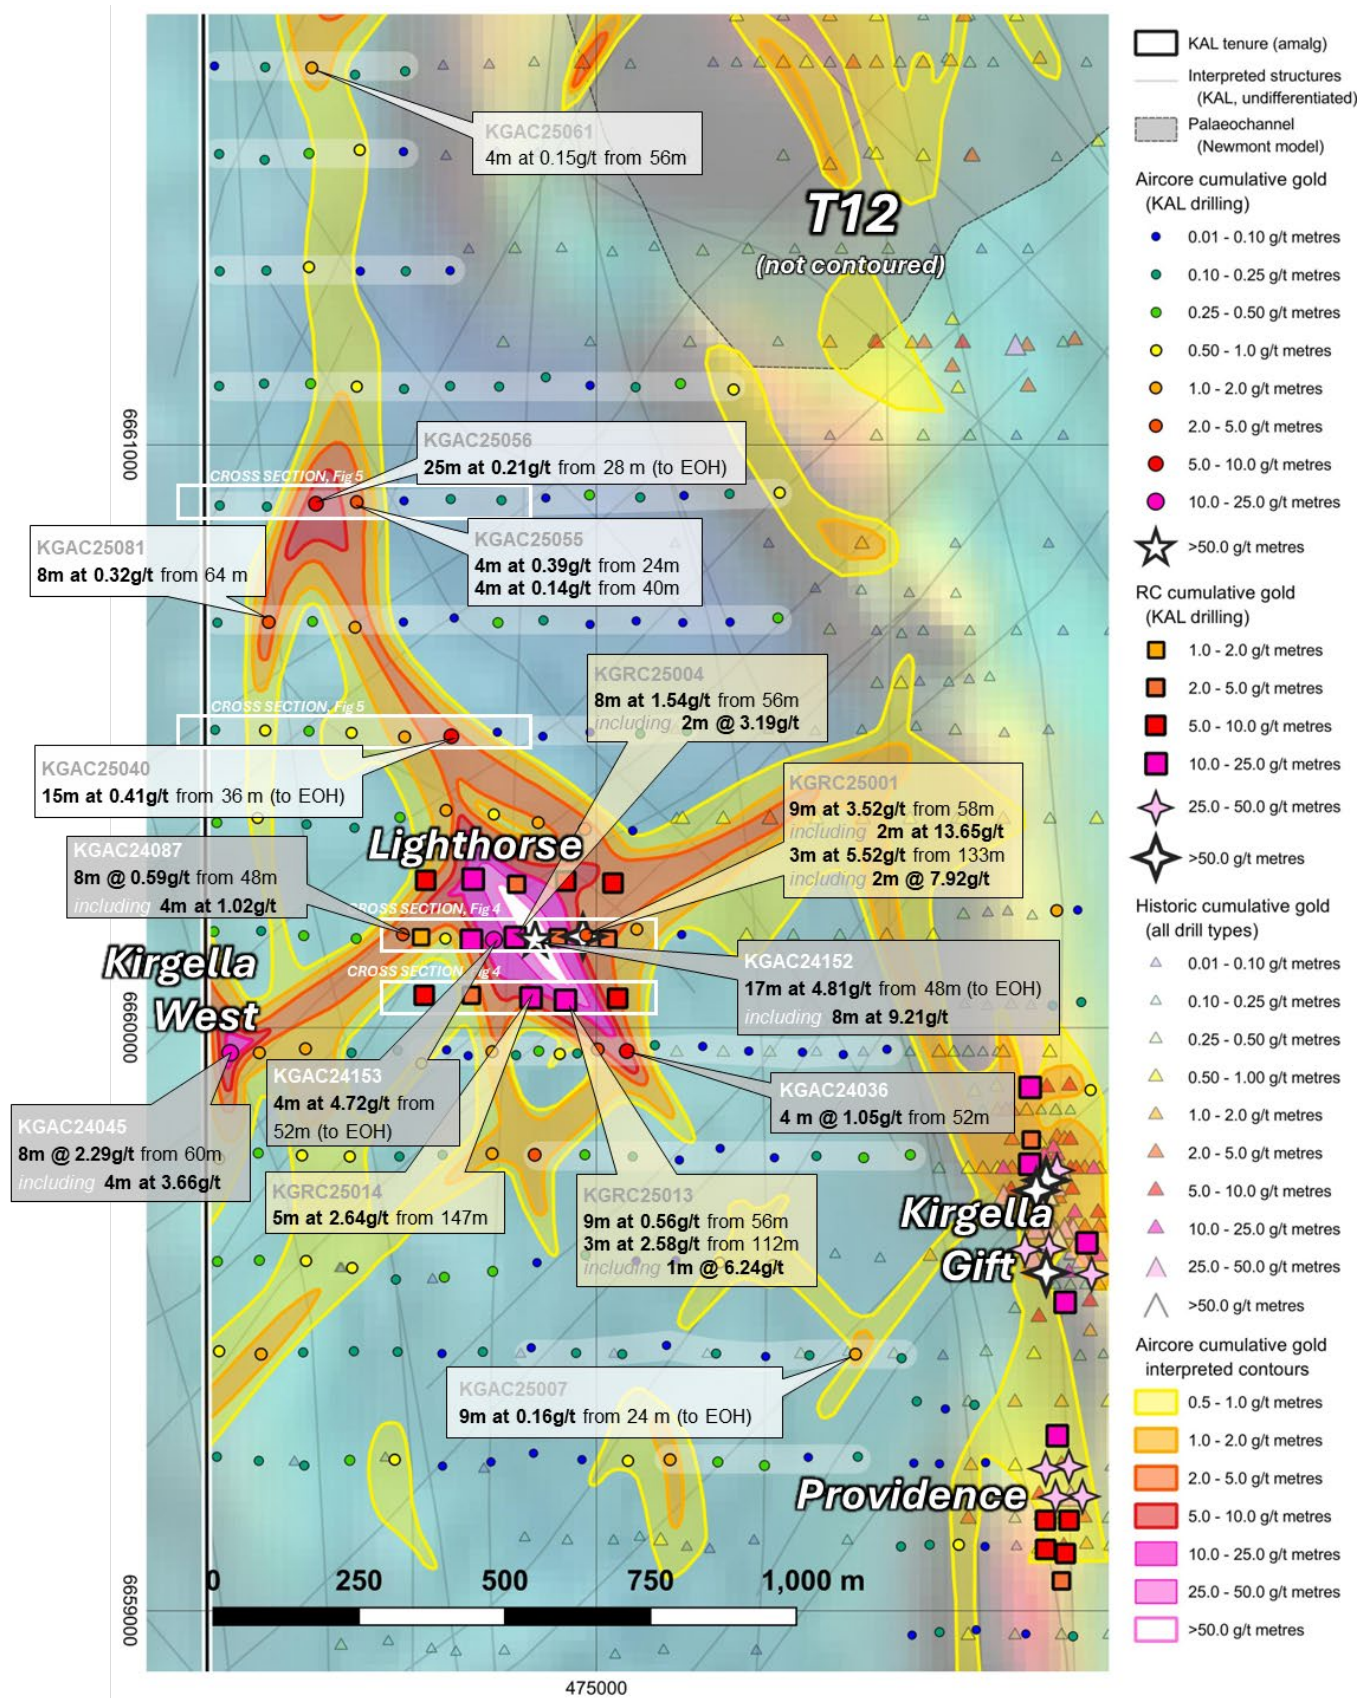 KGAC25061
4m at 0.15g/t from 56m
T12
(not contoured)
6661000
KGAC25056
25m at 0.21g/t from 28 m (to EOH)
CROSS SECTION, Fig 5
KGAC25081
8m at 0.32g/t from 64 m
KGAC25055
4m at 0.39g/t from 24m
4m at 0.14g/t from 40m
KGRC25004
8m at 1.54g/t from 56m
including 2m @ 3.19g/t
CROSS SECTION, Fig 5
KGAC25040
15m at 0.41g/t from 36 m (to EOH)
KGRC25001
9m at 3.52g/t from 58m
including 2m at 13.65g/t
3m at 5.52g/t from 133m
including 2m @ 7.92g/t
Lighthorse
KGAC24087
8m @ 0.59g/t from 48m
including 4m at 1.02g/t
CROSS SECTION, Fig 4
Kirgella
West
CROSS SECTION, Fig 4
KGAC24152
17m at 4.81g/t from 48m (to EOH)
including 8m at 9.21g/t
6660000
KGAC24153
4m at 4.72g/t from
52m (to EOH)
KGAC24036
4 m @ 1.05g/t from 52m
KGAC24045
8m @ 2.29g/t from 60m
including 4m at 3.66g/t
KGRC25014
5m at 2.64g/t from 147m
KGRC25013
9m at 0.56g/t from 56m
3m at 2.58g/t from 112m
including 1m @ 6.24g/t
Kirgella
Gift
KGAC25007
9m at 0.16g/t from 24 m (to EOH)
Providence
0 250 500 750 1,000 m
6659000
475000
KAL tenure (amalg)
Interpreted structures
(KAL, undifferentiated)
Palaeochannel
(Newmont model)
Aircore cumulative gold
(KAL drilling)
0.01 - 0.10 g/t metres
0.10 - 0.25 g/t metres
0.25 - 0.50 g/t metres
0.50 - 1.0 g/t metres
1.0 - 2.0 g/t metres
2.0 - 5.0 g/t metres
5.0 - 10.0 g/t metres
10.0 - 25.0 g/t metres
>50.0 g/t metres
RC cumulative gold
(KAL drilling)
1.0 - 2.0 g/t metres
2.0 - 5.0 g/t metres
5.0 - 10.0 g/t metres
10.0 - 25.0 g/t metres
25.0 - 50.0 g/t metres
>50.0 g/t metres
Historic cumulative gold
(all drill types)
0.01 - 0.10 g/t metres
0.10 - 0.25 g/t metres
0.25 - 0.50 g/t metres
0.50 - 1.00 g/t metres
1.0 - 2.0 g/t metres
2.0 - 5.0 g/t metres
5.0 - 10.0 g/t metres
10.0 - 25.0 g/t metres
25.0 - 50.0 g/t metres
>50.0 g/t metres
Aircore cumulative gold
interpreted contours
0.5 - 1.0 g/t metres
1.0 - 2.0 g/t metres
2.0 - 5.0 g/t metres
5.0 - 10.0 g/t metres
10.0 - 25.0 g/t metres
25.0 - 50.0 g/t metres
>50.0 g/t metres